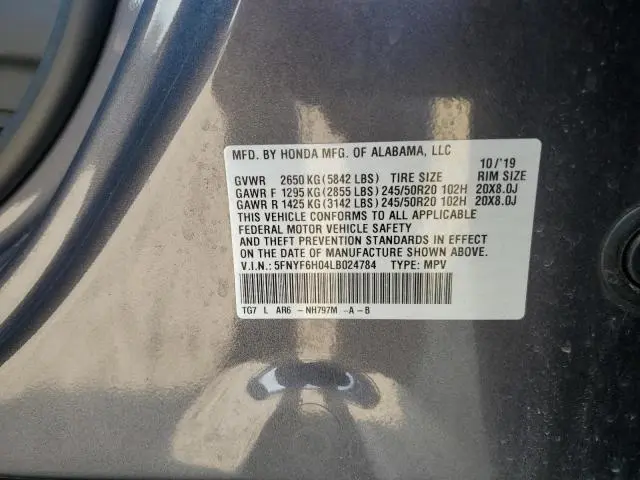 MFD. BY HONDA MFG. OF ALABAMA, LLC 10/'19
GVWR 2650 KG (5842 LBS) TIRE SIZE RIM SIZE
GAWR F 1295 KG (2855 LBS) 245/50R20 102H 20X8.0J
GAWR R 1425 KG (3142 LBS) 245/50R20 102H 20X8.0J
THIS VEHICLE CONFORMS TO ALL APPLICABLE
FEDERAL MOTOR VEHICLE SAFETY
AND THEFT PREVENTION STANDARDS IN EFFECT
ON THE DATE OF MANUFACTURE SHOWN ABOVE.
V.I.N.: 5FNYF6H04LB024784 TYPE: MPV
TG7 L AR6 -NH797M -A-B